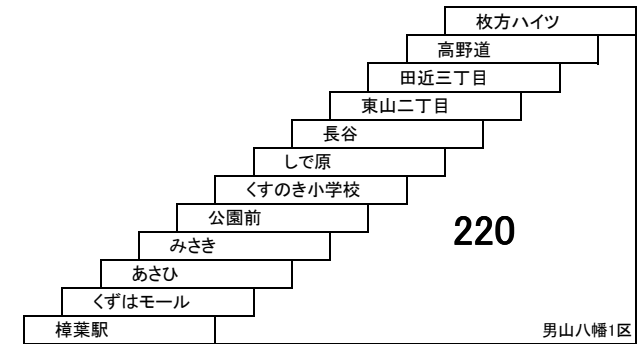 枚方ハイツ
高野道
田近三丁目
東山二丁目
長谷
しで原
くすのき小学校
公園前
220
みさき
あさひ
くずはモール
樟葉駅
男山八幡1区